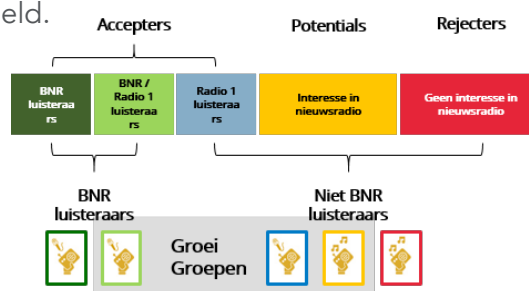 eld.
Accepters
Potentials
Rejecters
BNR
luisteraa
rs
BNR /
Radio 1
luisteraa
rs
Radio 1
luisteraa
rs
Interesse in
nieuwsradio
Geen interesse in
nieuwsradio
BNR
luisteraars
Niet BNR
luisteraars
Groei
Groepen